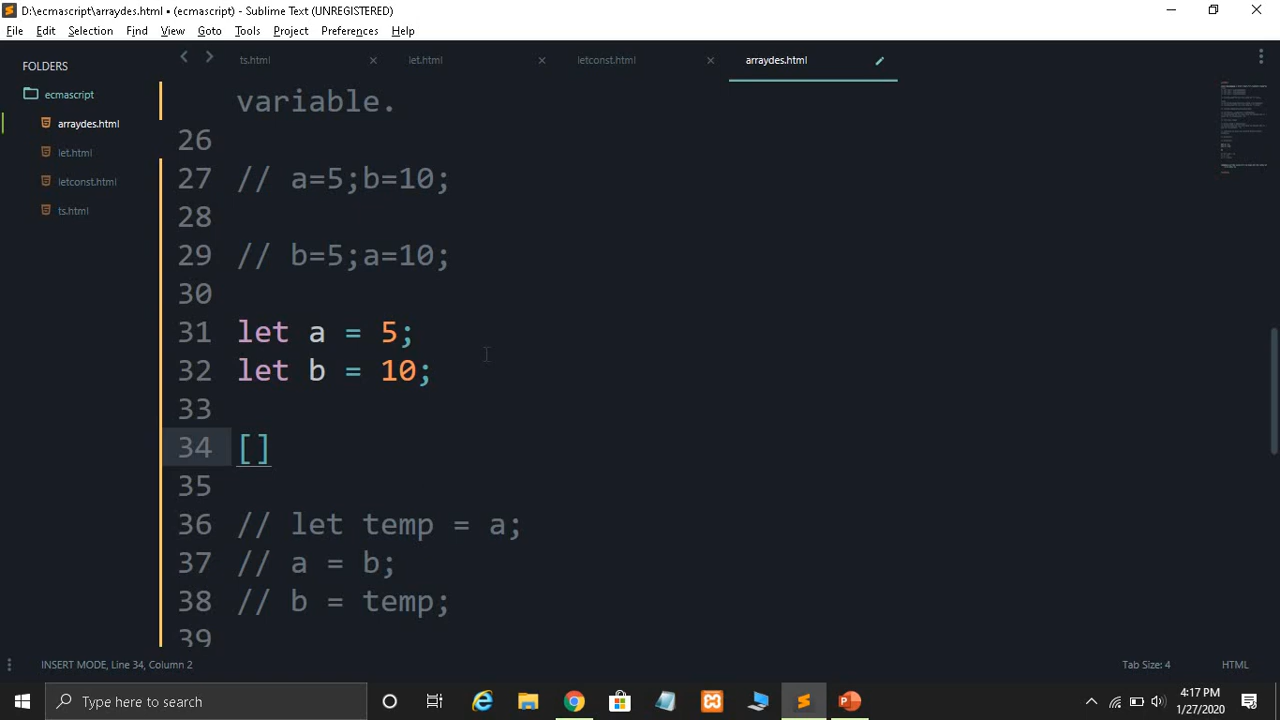 D:\ecmascript\arraydes.html • (ecmascript) - Sublime Text (UNREGISTERED)
File Edit Selection Find View Goto Tools Project Preferences Help
FOLDERS
ecmascript
arraydes.html
let.html
letconst.html
ts.html
ts.html let.html letconst.html arraydes.html
variable.
26
27 // a=5;b=10;
28
29 // b=5;a=10;
30
31 let a = 5;
32 let b = 10;
33
34 []
35
36 // let temp = a;
37 // a = b;
38 // b = temp;
39
INSERT MODE, Line 34, Column 2
Tab Size: 4 HTML
Type here to search
4:17 PM
1/27/2020